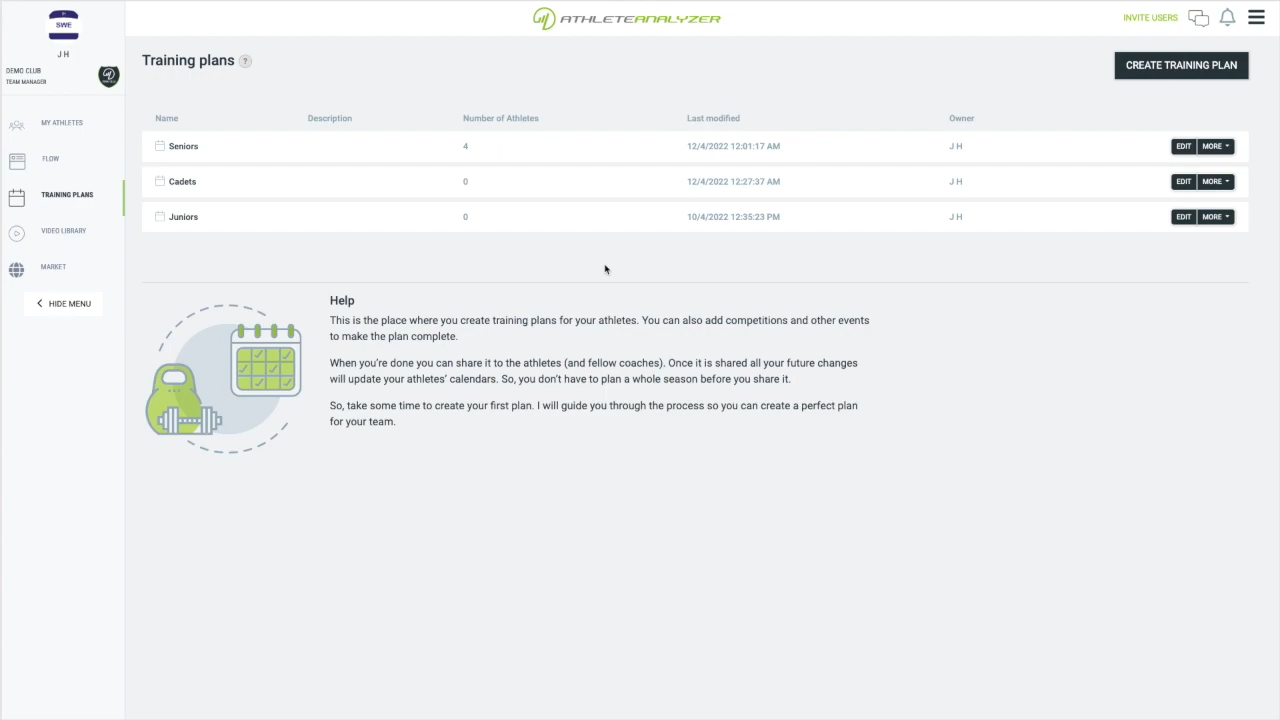 SWE
J H
DEMO CLUB
TEAM MANAGER
MY ATHLETES
FLOW
TRAINING PLANS
VIDEO LIBRARY
MARKET
HIDE MENU
ATHLETEANALYZER
INVITE USERS
Training plans ?
CREATE TRAINING PLAN
Name Description Number of Athletes Last modified Owner
Seniors 4 12/4/2022 12:01:17 AM J H EDIT MORE
Cadets 0 12/4/2022 12:27:37 AM J H EDIT MORE
Juniors 0 10/4/2022 12:35:23 PM J H EDIT MORE
Help
This is the place where you create training plans for your athletes. You can also add competitions and other events
to make the plan complete.
When you're done you can share it to the athletes (and fellow coaches). Once it is shared all your future changes
will update your athletes' calendars. So, you don't have to plan a whole season before you share it.
So, take some time to create your first plan. I will guide you through the process so you can create a perfect plan
for your team.